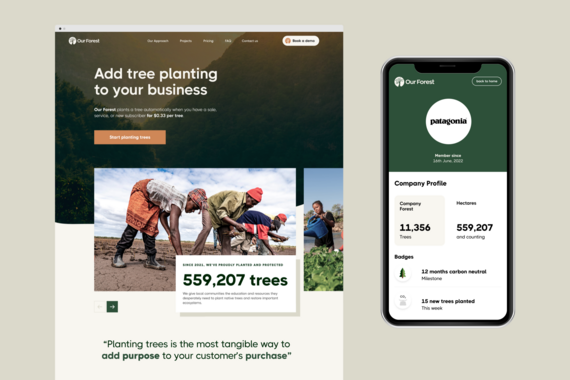 Our Forest
Our Approach Projects Pricing FAQ Contact us
Book a demo
Add tree planting
to your business
Our Forest plants a tree automatically when you have a sale,
service, or new subscriber for $0.33 per tree.
Start planting trees
SINCE 2021, WE'VE PROUDLY PLANTED AND PROTECTED
559,207 trees
We give local communities the education and resources they
desperately need to plant native trees and restore important
ecosystems.
“Planting trees is the most tangible way to
add purpose to your customer's purchase”
Our Forest
back to home
patagonia
Member since
16th June, 2022
Company Profile
Company
Forest
11,356
Trees
Hectares
559,207
and counting
Badges
12 months carbon neutral
Milestone
15 new trees planted
This week